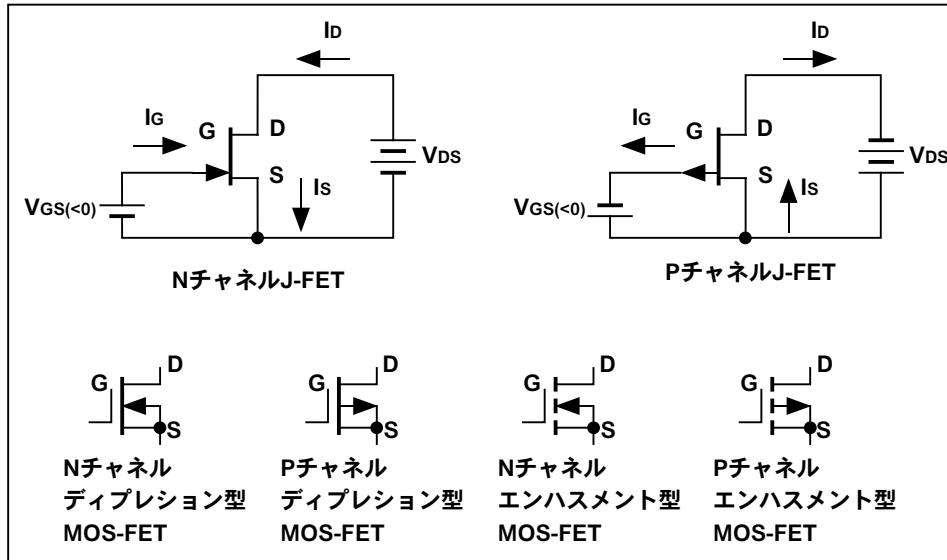 ID
IG
G
D
S
IS
VDS
VGS(<0)
NチャネルJ-FET
ID
IG
G
D
S
IS
VDS
VGS(<0)
PチャネルJ-FET
D
G
S
Nチャネル
ディプレション型
MOS-FET
D
G
S
Pチャネル
ディプレション型
MOS-FET
D
G
S
Nチャネル
エンハスメント型
MOS-FET
D
G
S
Pチャネル
エンハスメント型
MOS-FET